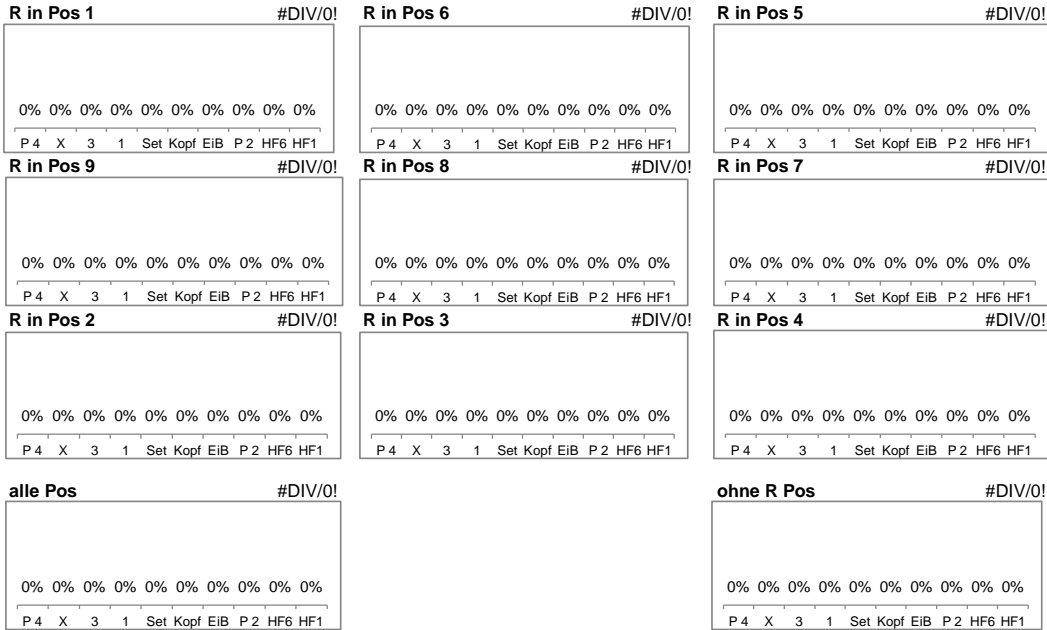 R in Pos 1 #DIV/0! R in Pos 6 #DIV/0! R in Pos 5 #DIV/0!
0% 0% 0% 0% 0% 0% 0% 0% 0% 0% 0% 0% 0% 0% 0% 0% 0% 0% 0% 0% 0% 0% 0% 0% 0% 0% 0% 0% 0% 0%
P 4 X 3 1 Set Kopf EiB P 2 HF6 HF1 P 4 X 3 1 Set Kopf EiB P 2 HF6 HF1 P 4 X 3 1 Set Kopf EiB P 2 HF6 HF1
R in Pos 9 #DIV/0! R in Pos 8 #DIV/0! R in Pos 7 #DIV/0!
0% 0% 0% 0% 0% 0% 0% 0% 0% 0% 0% 0% 0% 0% 0% 0% 0% 0% 0% 0% 0% 0% 0% 0% 0% 0% 0% 0% 0% 0%
P 4 X 3 1 Set Kopf EiB P 2 HF6 HF1 P 4 X 3 1 Set Kopf EiB P 2 HF6 HF1 P 4 X 3 1 Set Kopf EiB P 2 HF6 HF1
R in Pos 2 #DIV/0! R in Pos 3 #DIV/0! R in Pos 4 #DIV/0!
0% 0% 0% 0% 0% 0% 0% 0% 0% 0% 0% 0% 0% 0% 0% 0% 0% 0% 0% 0% 0% 0% 0% 0% 0% 0% 0% 0% 0% 0%
P 4 X 3 1 Set Kopf EiB P 2 HF6 HF1 P 4 X 3 1 Set Kopf EiB P 2 HF6 HF1 P 4 X 3 1 Set Kopf EiB P 2 HF6 HF1
alle Pos #DIV/0! ohne R Pos #DIV/0!
0% 0% 0% 0% 0% 0% 0% 0% 0% 0% 0% 0% 0% 0% 0% 0% 0% 0% 0% 0%
P 4 X 3 1 Set Kopf EiB P 2 HF6 HF1 P 4 X 3 1 Set Kopf EiB P 2 HF6 HF1